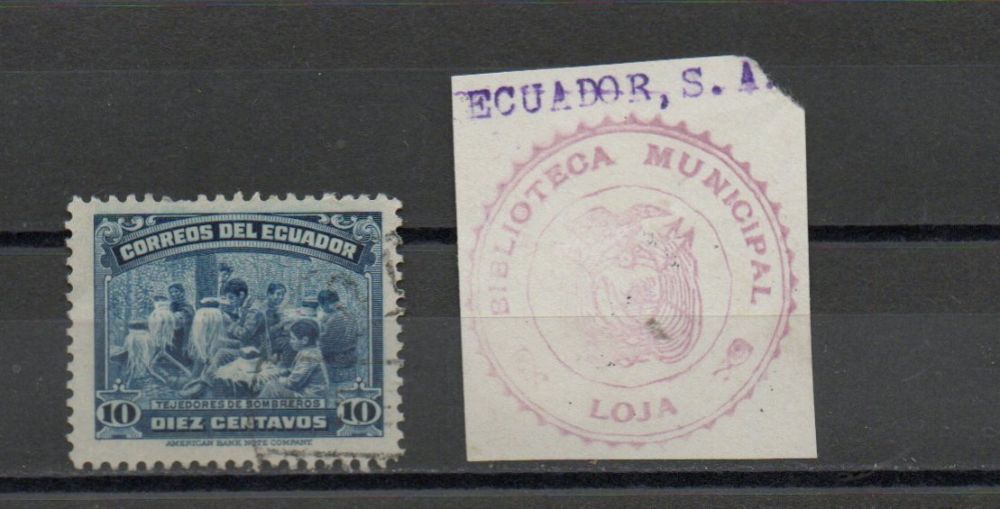 CORREOS DEL ECUADOR
10 TEJEDORES DE SOMBREROS 10
DIEZ CENTAVOS
AMERICAN BANK NOTE COMPANY
ECUADOR, S. A.
BIBLIOTECA MUNICIPAL
LOJA